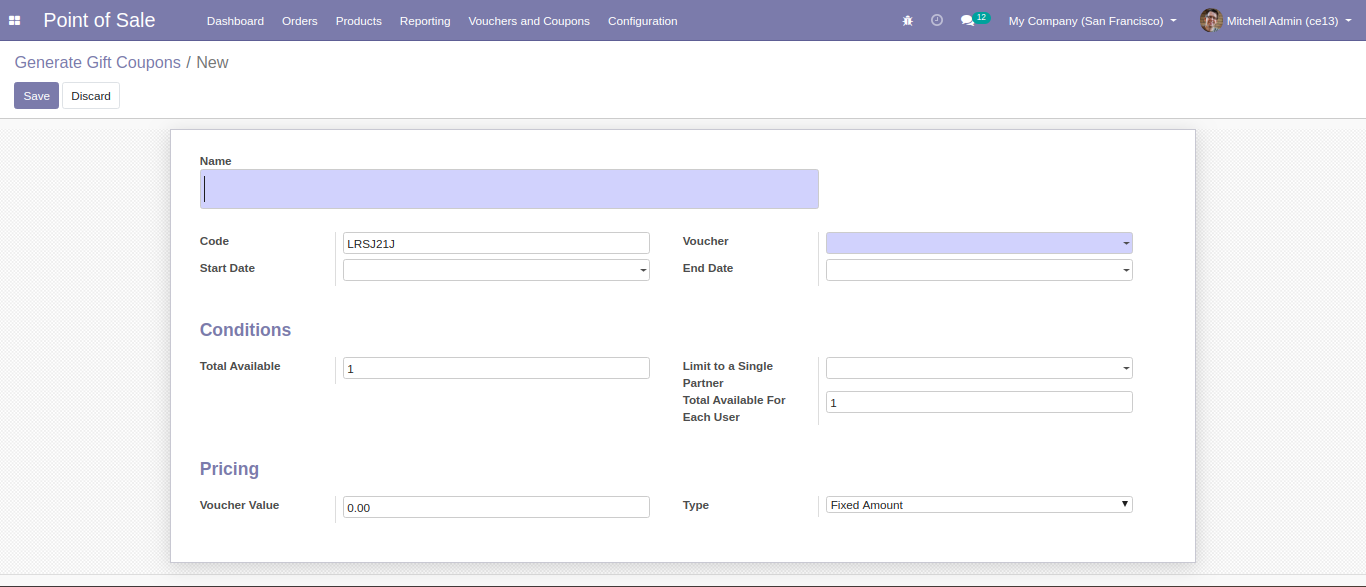 Point of Sale Dashboard Orders Products Reporting Vouchers and Coupons Configuration 12 My Company (San Francisco) Mitchell Admin (ce13)
Generate Gift Coupons / New
Save Discard
Name
Code LRSJ21J Voucher
Start Date End Date
Conditions
Total Available 1 Limit to a Single
Partner
Total Available For 1
Each User
Pricing
Voucher Value 0.00 Type Fixed Amount